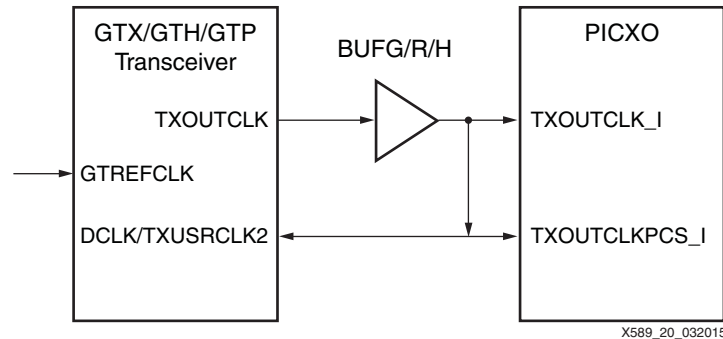 GTX/GTH/GTP
Transceiver
BUFG/R/H
PICXO
TXOUTCLK
TXOUTCLK_I
GTREFCLK
DCLK/TXUSRCLK2
TXOUTCLKPCS_I
X589_20_032015